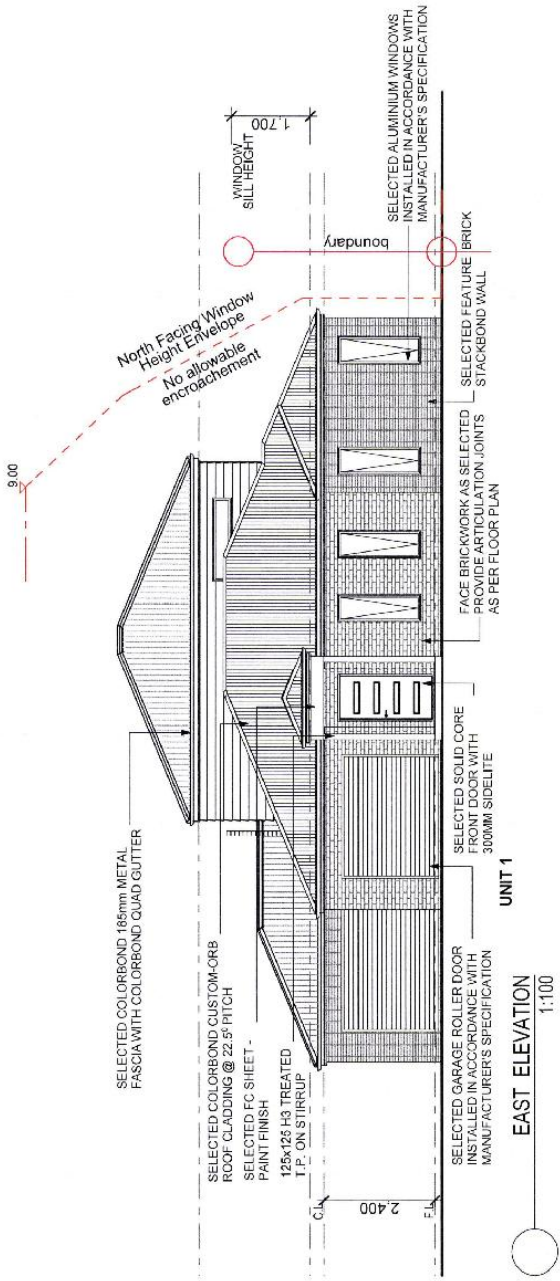 9.00
North Facing Window
Height Envelope
No allowable
encroachement
WINDOW
SILL HEIGHT
1,700
boundary
SELECTED COLORBOND 185mm METAL
FASCIA WITH COLORBOND QUAD GUTTER
SELECTED COLORBOND CUSTOM-ORB
ROOF CLADDING @ 22.5° PITCH
SELECTED FC SHEET -
PAINT FINISH
125x125 H3 TREATED
T.P. ON STIRRUP
C.L
2,400
F.L
SELECTED GARAGE ROLLER DOOR
INSTALLED IN ACCORDANCE WITH
MANUFACTURER'S SPECIFICATION
SELECTED SOLID CORE
FRONT DOOR WITH
300MM SIDELITE
FACE BRICKWORK AS SELECTED
PROVIDE ARTICULATION JOINTS
AS PER FLOOR PLAN
SELECTED FEATURE BRICK
STACKBOND WALL
SELECTED ALUMINIUM WINDOWS
INSTALLED IN ACCORDANCE WITH
MANUFACTURER'S SPECIFICATION
UNIT 1
EAST ELEVATION
1:100